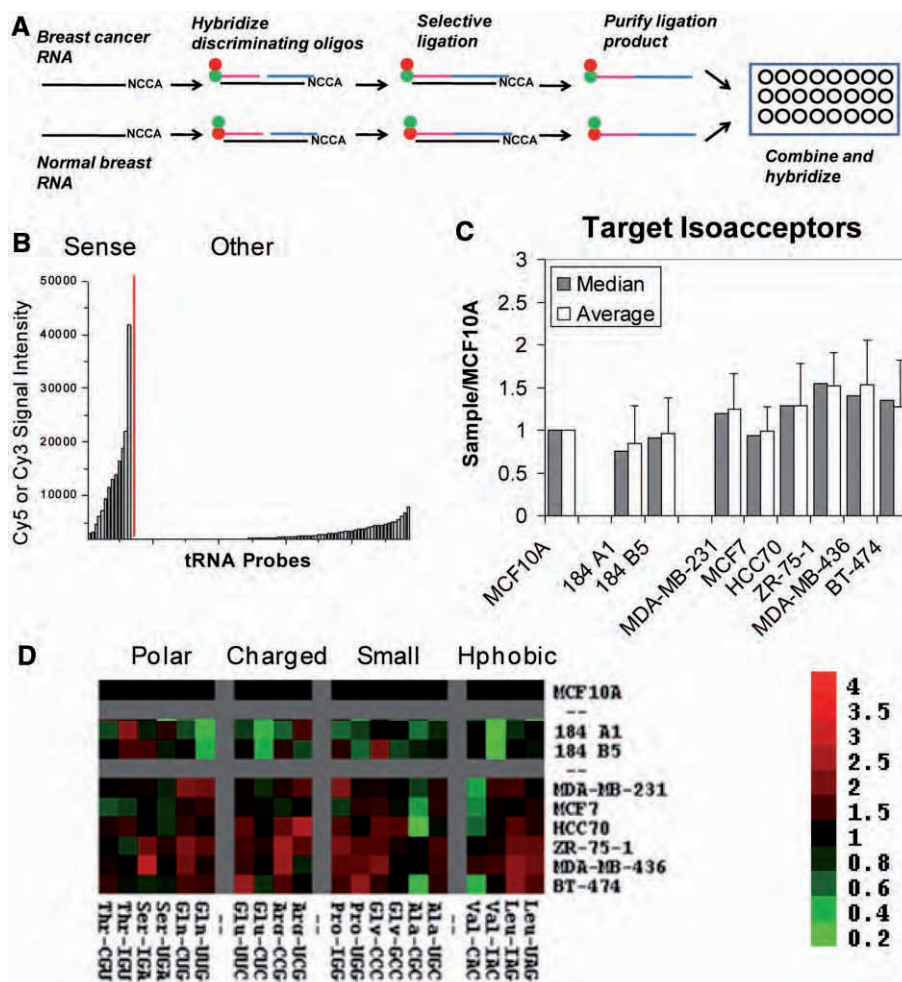 A
Breast cancer
RNA
Hybridize
discriminating oligos
Selective
ligation
Purify ligation
product
NCCA
NCCA
NCCA
NCCA
NCCA
NCCA
Normal breast
RNA
Combine and
hybridize
B
Sense
Other
50000
40000
30000
20000
10000
Cy5 or Cy3 Signal Intensity
tRNA Probes
C
Target Isoacceptors
Median
Average
3
2.5
2
1.5
1
0.5
0
Sample/MCF10A
MCF10A
184 A1
184 B5
MDA-MB-231
MCF7
HCC70
ZR-75-1
MDA-MB-436
BT-474
D
Polar
Charged
Small
Hphobic
MCF10A
--
184 A1
184 B5
--
MDA-MB-231
MCF7
HCC70
ZR-75-1
MDA-MB-436
BT-474
Thr-CGU
Thr-IGU
Ser-IGA
Ser-UGA
Gln-CUG
Gln-UUG
--
Glu-UUC
Glu-CUC
Arg-CCG
Arg-UCG
--
Pro-IGG
Pro-UGG
Gly-CCC
Gly-GCC
Ala-CGC
Ala-UGC
--
Val-CAC
Val-IAC
Leu-IAG
Leu-UAG
4
3.5
3
2.5
2
1.5
1
0.8
0.6
0.4
0.2